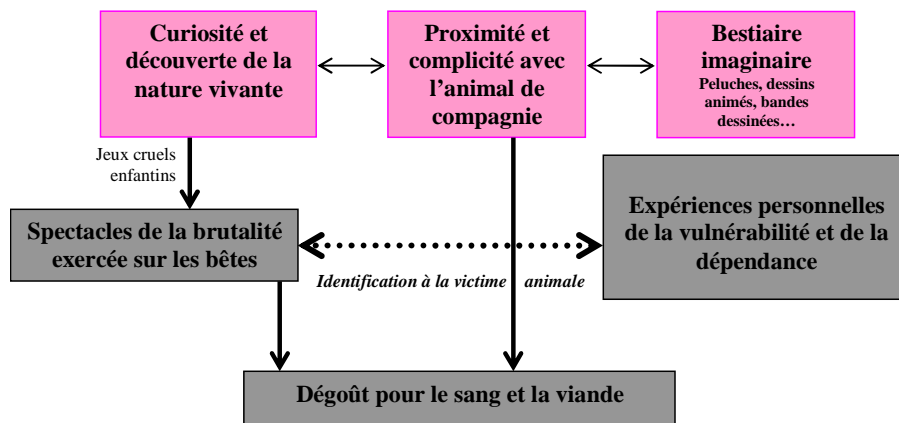 Curiosité et
découverte de la
nature vivante
Proximité et
complicité avec
l’animal de
compagnie
Bestiaire
imaginaire
Peluches, dessins
animés, bandes
dessinées…
Jeux cruels
enfantins
Spectacles de la brutalité
exercée sur les bêtes
Expériences personnelles
de la vulnérabilité et de la
dépendance
Identification à la victime animale
Dégoût pour le sang et la viande